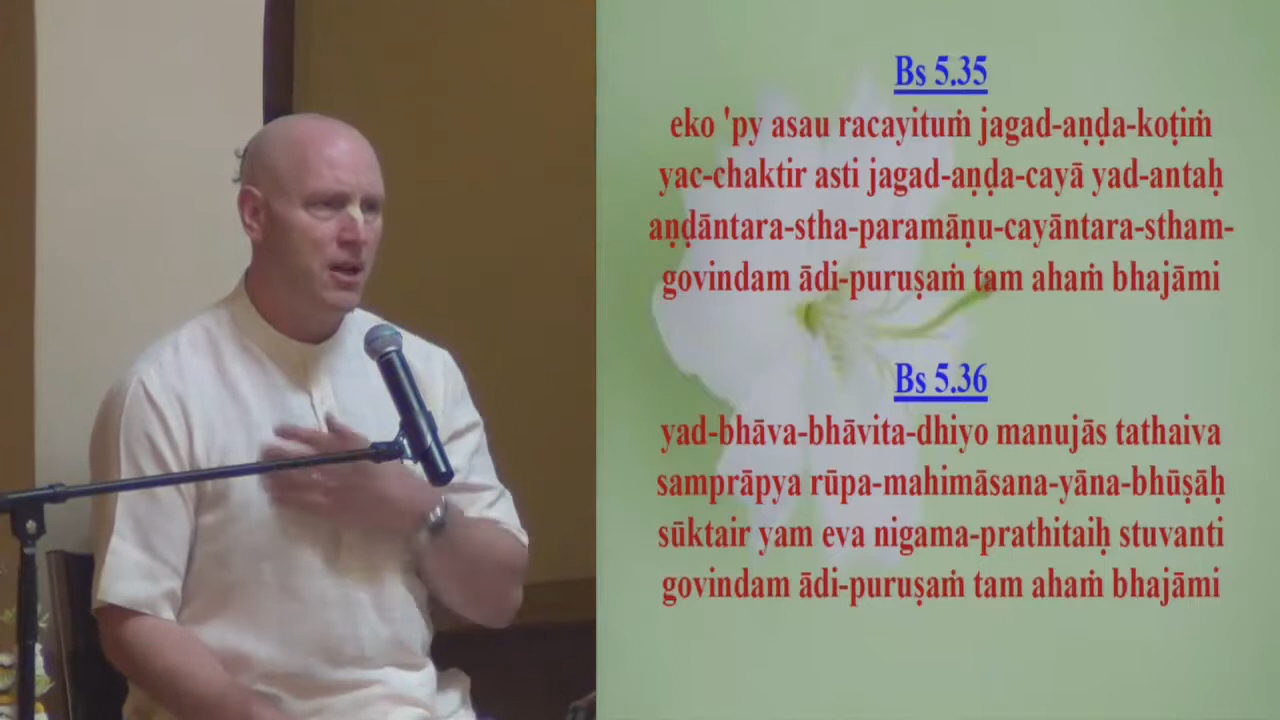 Bs 5.35
eko 'py asau racayituṁ jagad-aṇḍa-koṭiṁ
yac-chaktir asti jagad-aṇḍa-cayā yad-antaḥ
aṇḍāntara-stha-paramāṇu-cayāntara-stham-
govindam ādi-puruṣaṁ tam ahaṁ bhajāmi
Bs 5.36
yad-bhāva-bhāvita-dhiyo manujās tathaiva
samprāpya rūpa-mahimāsana-yāna-bhūṣāḥ
sūktair yam eva nigama-prathitaiḥ stuvanti
govindam ādi-puruṣaṁ tam ahaṁ bhajāmi